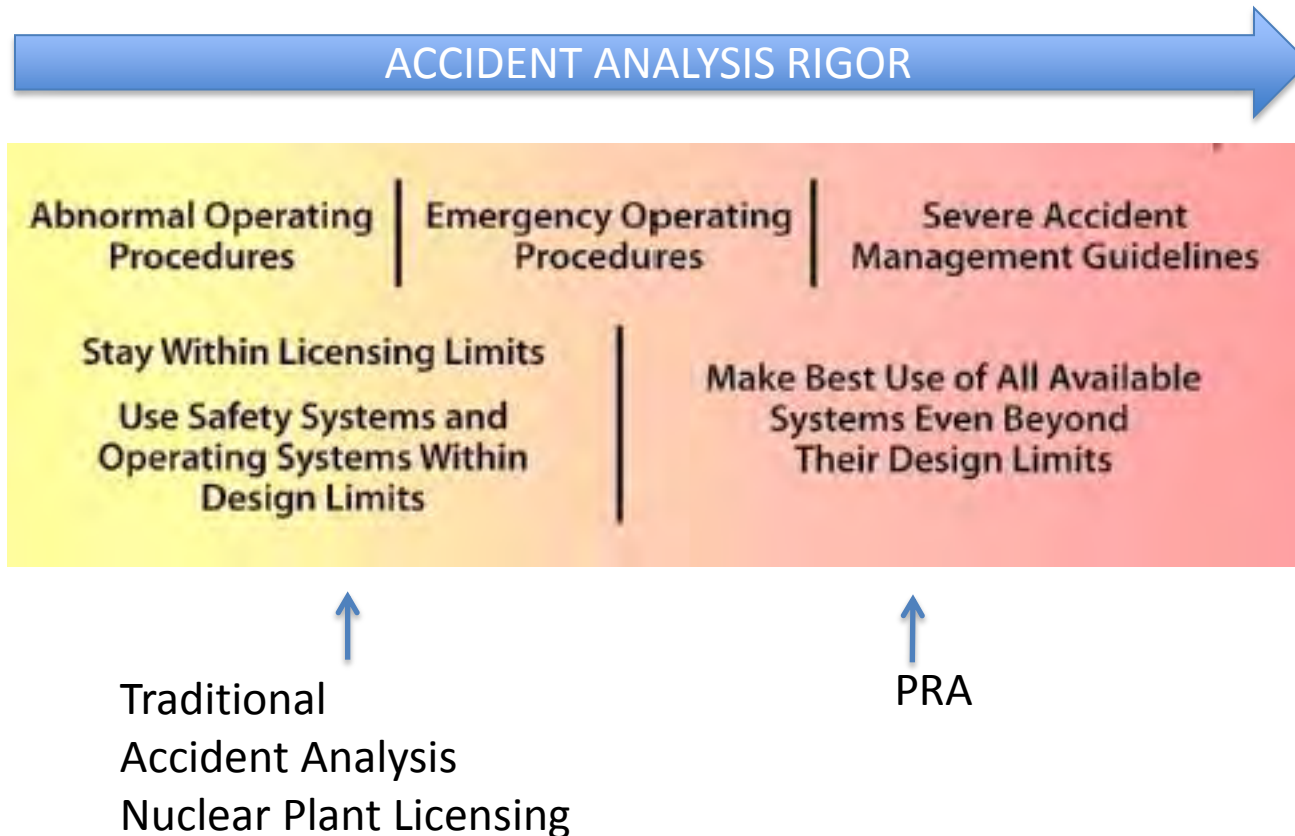 ACCIDENT ANALYSIS RIGOR
Abnormal Operating
Procedures
Emergency Operating
Procedures
Severe Accident
Management Guidelines
Stay Within Licensing Limits
Use Safety Systems and
Operating Systems Within
Design Limits
Make Best Use of All Available
Systems Even Beyond
Their Design Limits
Traditional
Accident Analysis
Nuclear Plant Licensing
PRA